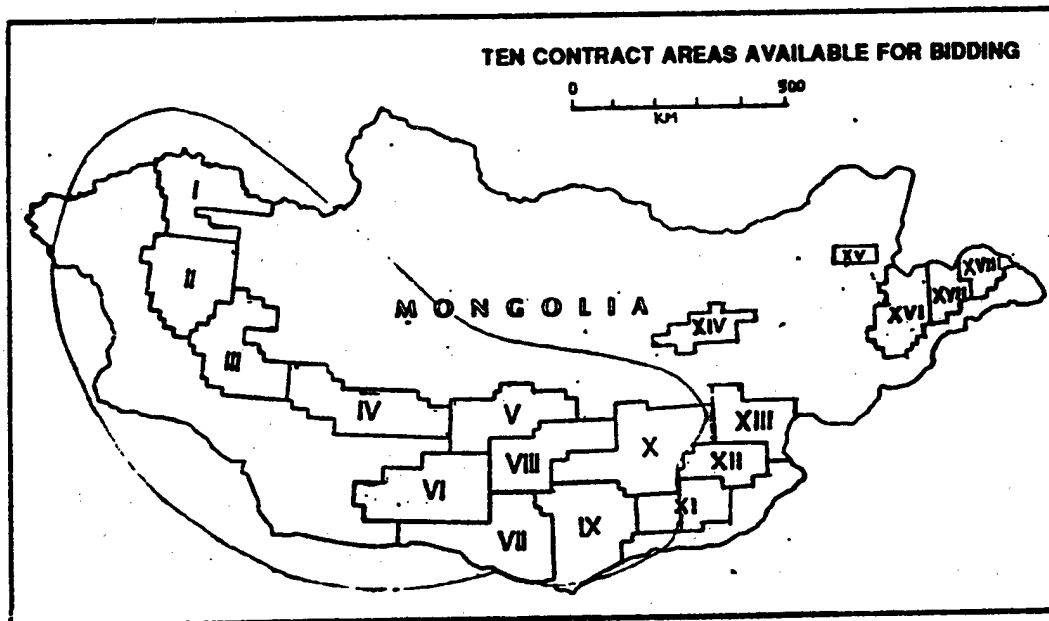 TEN CONTRACT AREAS AVAILABLE FOR BIDDING
0 500
KM
I
II
III
MONGOLIA
IV
V
VI
VII
VIII
IX
X
XI
XII
XIII
XIV
XV
XVI
XVII
XVII